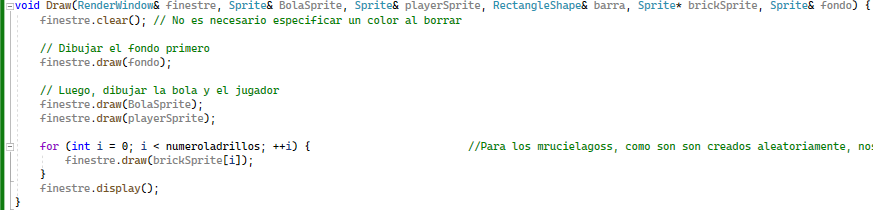 void Draw(RenderWindow& finestre, Sprite& BolaSprite, Sprite& playerSprite, RectangleShape& barra, Sprite* brickSprite, Sprite& fondo) {
finestre.clear(); // No es necesario especificar un color al borrar
// Dibujar el fondo primero
finestre.draw(fondo);
// Luego, dibujar la bola y el jugador
finestre.draw(BolaSprite);
finestre.draw(playerSprite);
for (int i = 0; i < numeroladrillos; ++i) { //Para los mrucielagoss, como son son creados aleatoriamente, nos
finestre.draw(brickSprite[i]);
}
finestre.display();
}